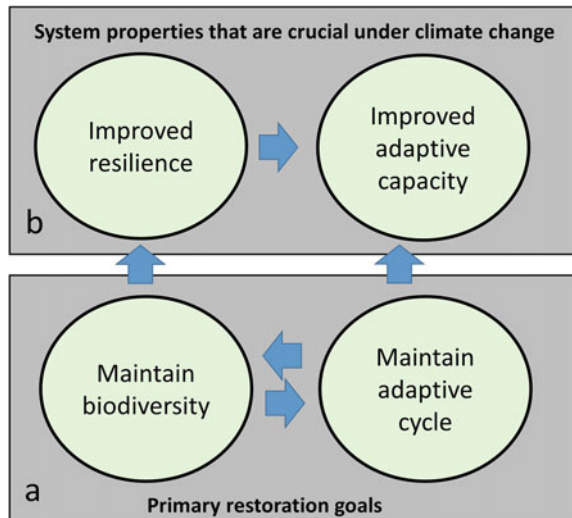 System properties that are crucial under climate change
Improved
resilience
Improved
adaptive
capacity
b
Maintain
biodiversity
Maintain
adaptive
cycle
a
Primary restoration goals